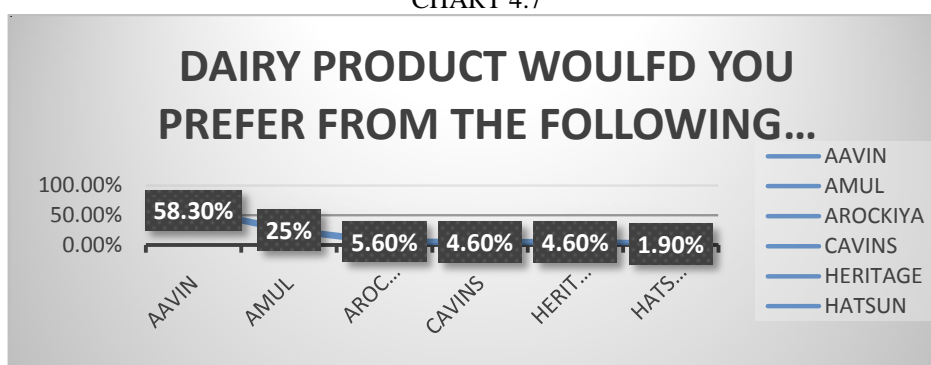 CHART 4.7
DAIRY PRODUCT WOULFD YOU
PREFER FROM THE FOLLOWING...
100.00%
50.00%
0.00%
58.30%
25%
5.60%
4.60%
4.60%
1.90%
AAVIN
AMUL
AROC...
CAVINS
HERIT...
HATS...
AAVIN
AMUL
AROCKIYA
CAVINS
HERITAGE
HATSUN